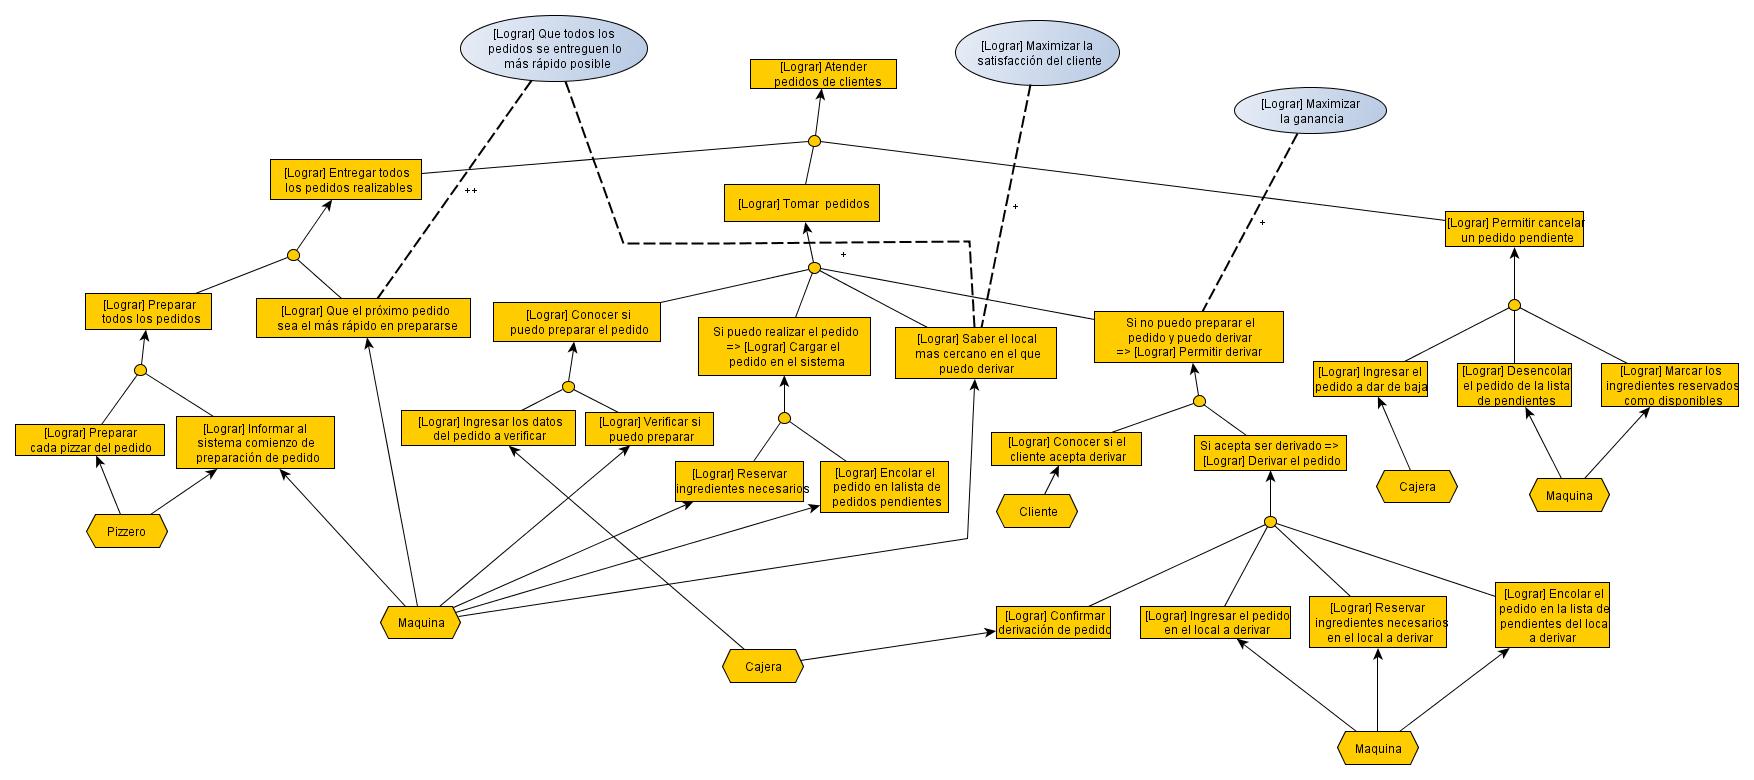 [Lograr] Que todos los
pedidos se entreguen lo
más rápido posible
[Lograr] Maximizar la
satisfacción del cliente
[Lograr] Atender
pedidos de clientes
[Lograr] Maximizar
la ganancia
[Lograr] Entregar todos
los pedidos realizables
++
[Lograr] Tomar pedidos
+
+
[Lograr] Permitir cancelar
un pedido pendiente
+
[Lograr] Preparar
todos los pedidos
[Lograr] Que el próximo pedido
sea el más rápido en prepararse
[Lograr] Conocer si
puedo preparar el pedido
Si puedo realizar el pedido
=> [Lograr] Cargar el
pedido en el sistema
[Lograr] Saber el local
mas cercano en el que
puedo derivar
Si no puedo preparar el
pedido y puedo derivar
=> [Lograr] Permitir derivar
[Lograr] Ingresar el
pedido a dar de baja
[Lograr] Desencolar
el pedido de la lista
de pendientes
[Lograr] Marcar los
ingredientes reservados
como disponibles
[Lograr] Preparar
cada pizzar del pedido
[Lograr] Informar al
sistema comienzo de
preparación de pedido
[Lograr] Ingresar los datos
del pedido a verificar
[Lograr] Verificar si
puedo preparar
[Lograr] Reservar
ingredientes necesarios
[Lograr] Encolar el
pedido en lalista de
pedidos pendientes
[Lograr] Conocer si el
cliente acepta derivar
Si acepta ser derivado =>
[Lograr] Derivar el pedido
Cajera
Maquina
Pizzero
Cliente
Maquina
Cajera
[Lograr] Confirmar
derivación de pedido
[Lograr] Ingresar el pedido
en el local a derivar
[Lograr] Reservar
ingredientes necesarios
en el local a derivar
[Lograr] Encolar el
pedido en la lista de
pendientes del loca
a derivar
Maquina